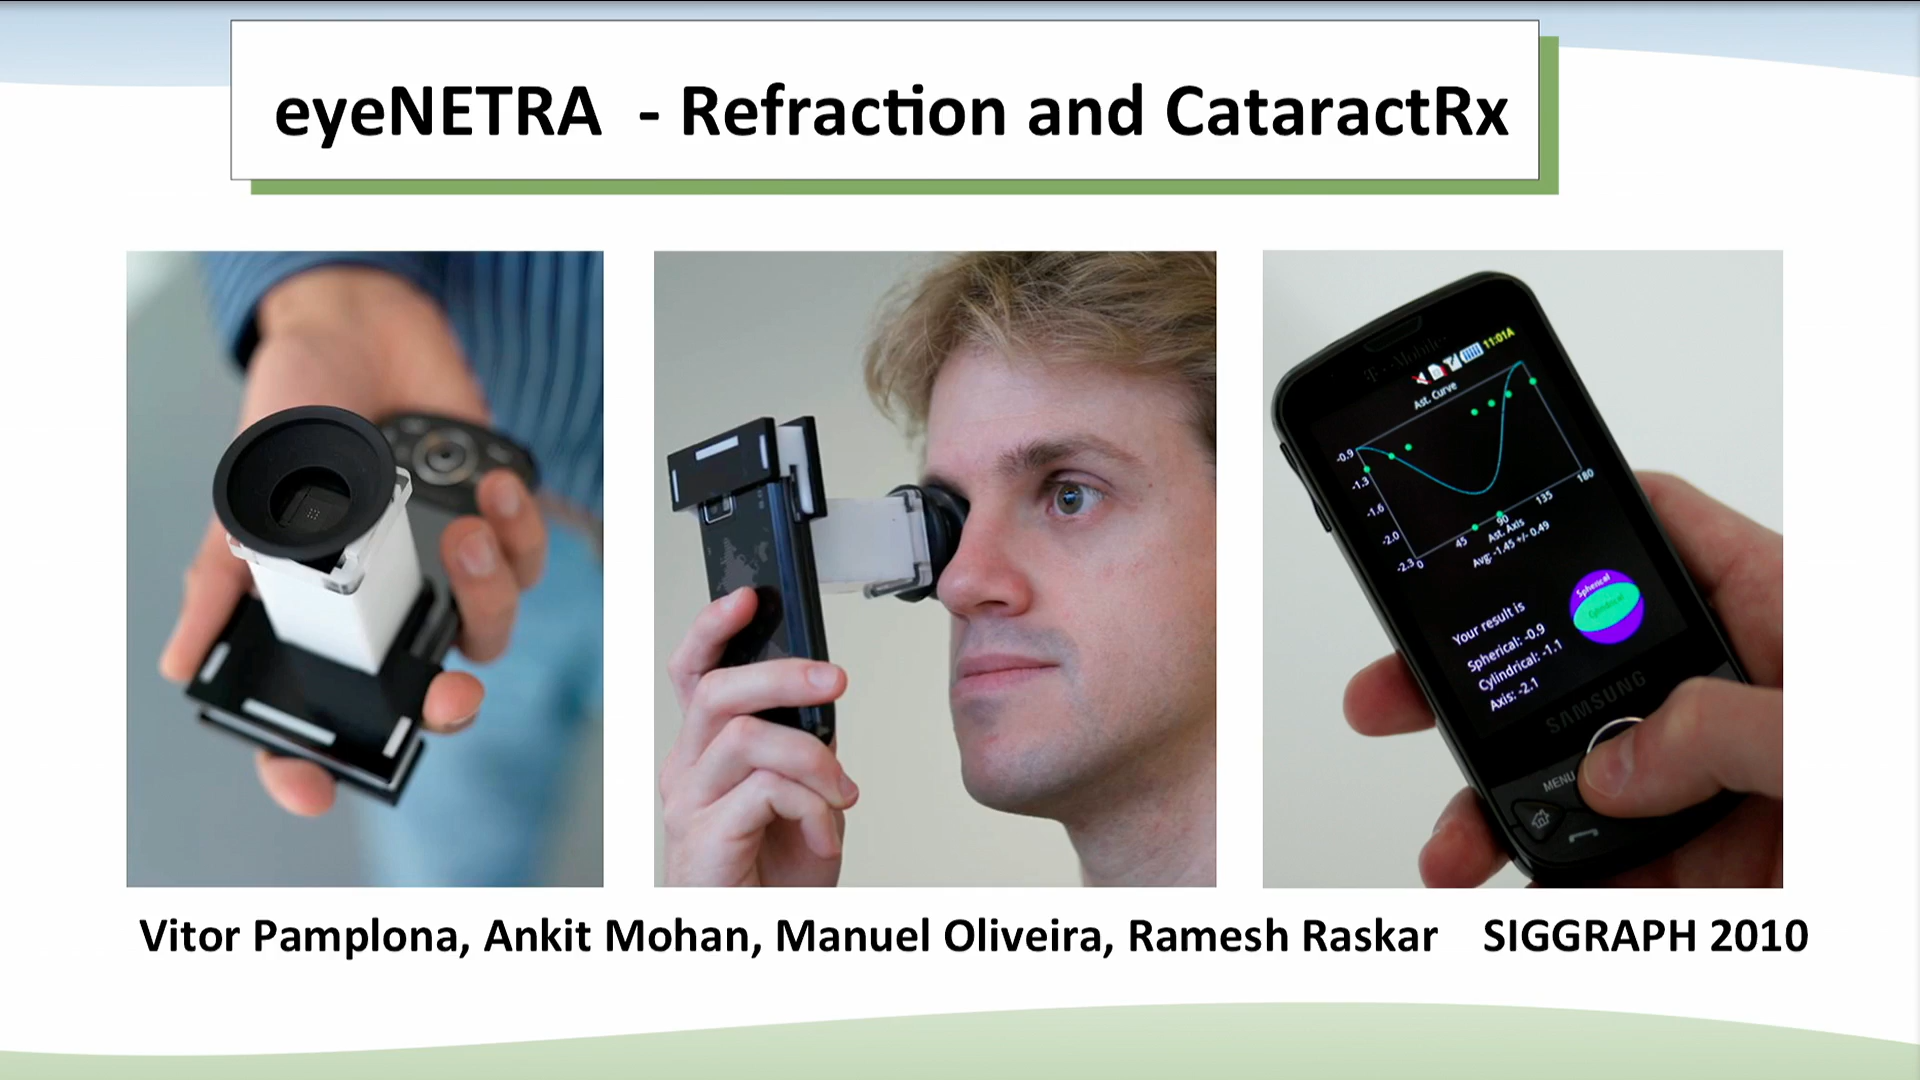 eyeNETRA - Refraction and CataractRx
11:01A
Ast. Curve
-0.9
-1.3
-1.6
-2.0
-2.3
0
45
90
135
180
Ast. Axis
Avg: -1.45 +/- 0.49
Spherical
Cylindrical
Your result is
Spherical: -0.9
Cylindrical: -1.1
Axis: -2.1
SAMSUNG
MENU
Vitor Pamplona, Ankit Mohan, Manuel Oliveira, Ramesh Raskar SIGGRAPH 2010